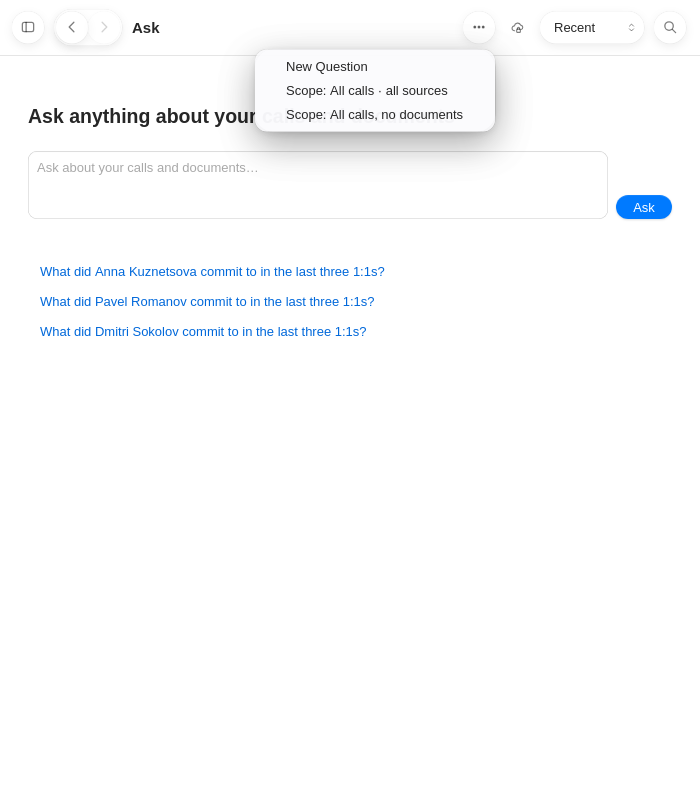 Ask
Recent
New Question
Scope: All calls · all sources
Scope: All calls, no documents
Ask anything about your
Ask about your calls and documents…
Ask
What did Anna Kuznetsova commit to in the last three 1:1s?
What did Pavel Romanov commit to in the last three 1:1s?
What did Dmitri Sokolov commit to in the last three 1:1s?